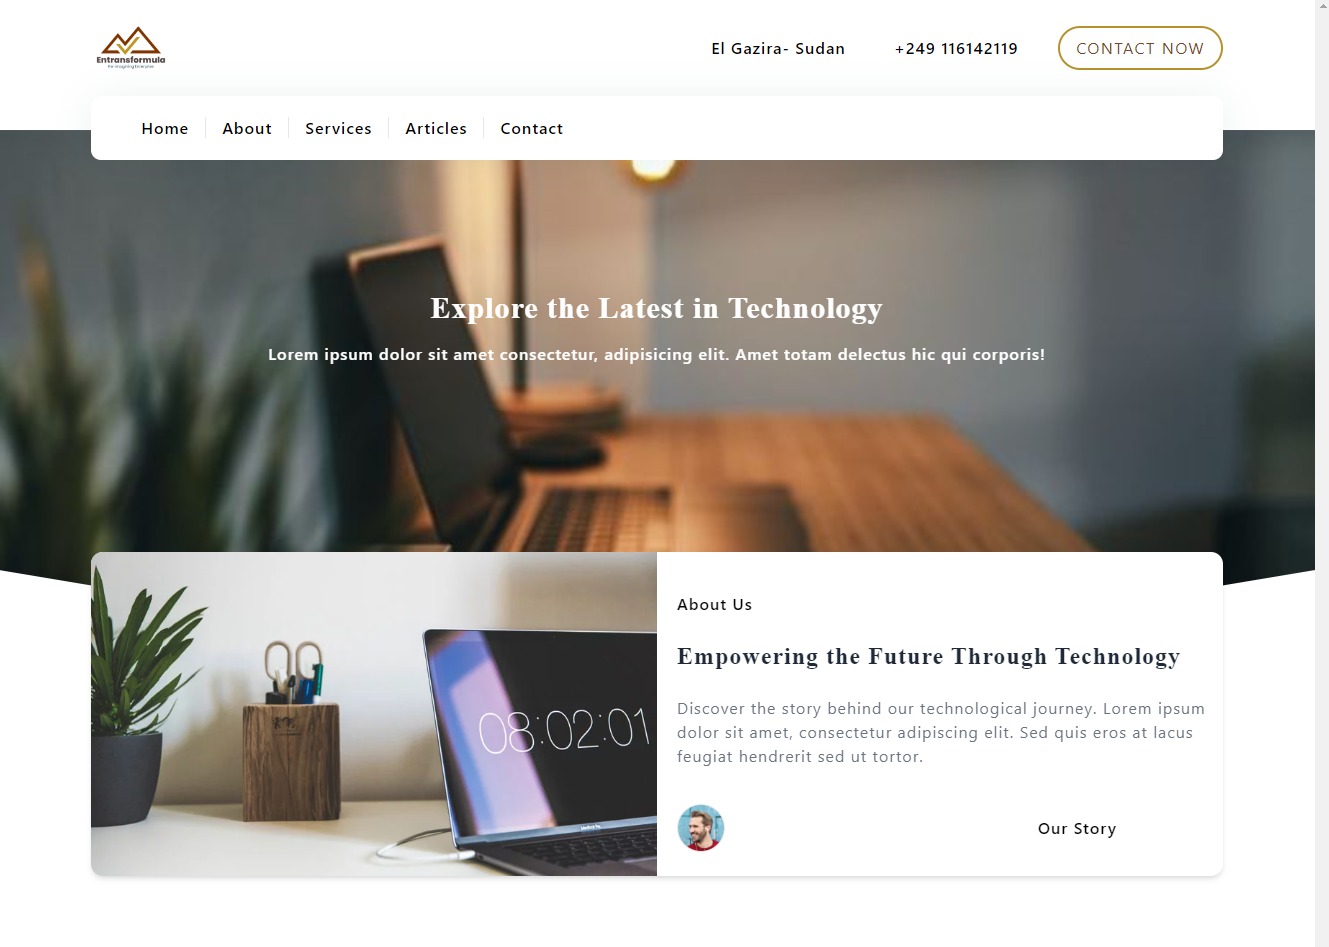 Entransformula
Re-imagining Enterprise
El Gazira- Sudan
+249 116142119
CONTACT NOW
Home
About
Services
Articles
Contact
Explore the Latest in Technology
Lorem ipsum dolor sit amet consectetur, adipisicing elit. Amet totam delectus hic qui corporis!
About Us
Empowering the Future Through Technology
Discover the story behind our technological journey. Lorem ipsum
dolor sit amet, consectetur adipiscing elit. Sed quis eros at lacus
feugiat hendrerit sed ut tortor.
08:02:01
Our Story